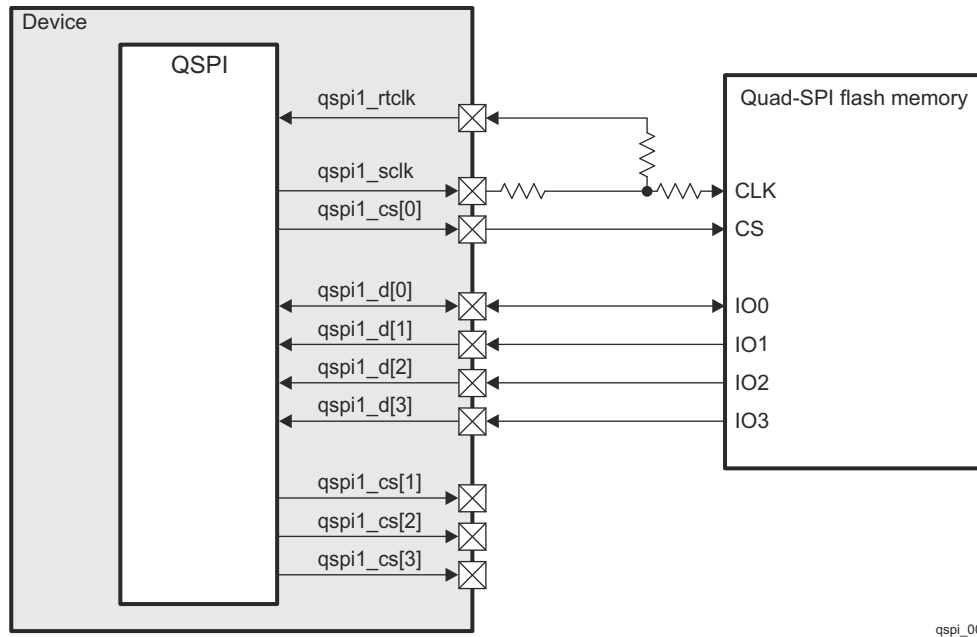 Device
QSPI
qspi1_rtclk
Quad-SPI flash memory
qspi1_sclk
CLK
qspi1_cs[0]
CS
qspi1_d[0]
IO0
qspi1_d[1]
IO1
qspi1_d[2]
IO2
qspi1_d[3]
IO3
qspi1_cs[1]
qspi1_cs[2]
qspi1_cs[3]